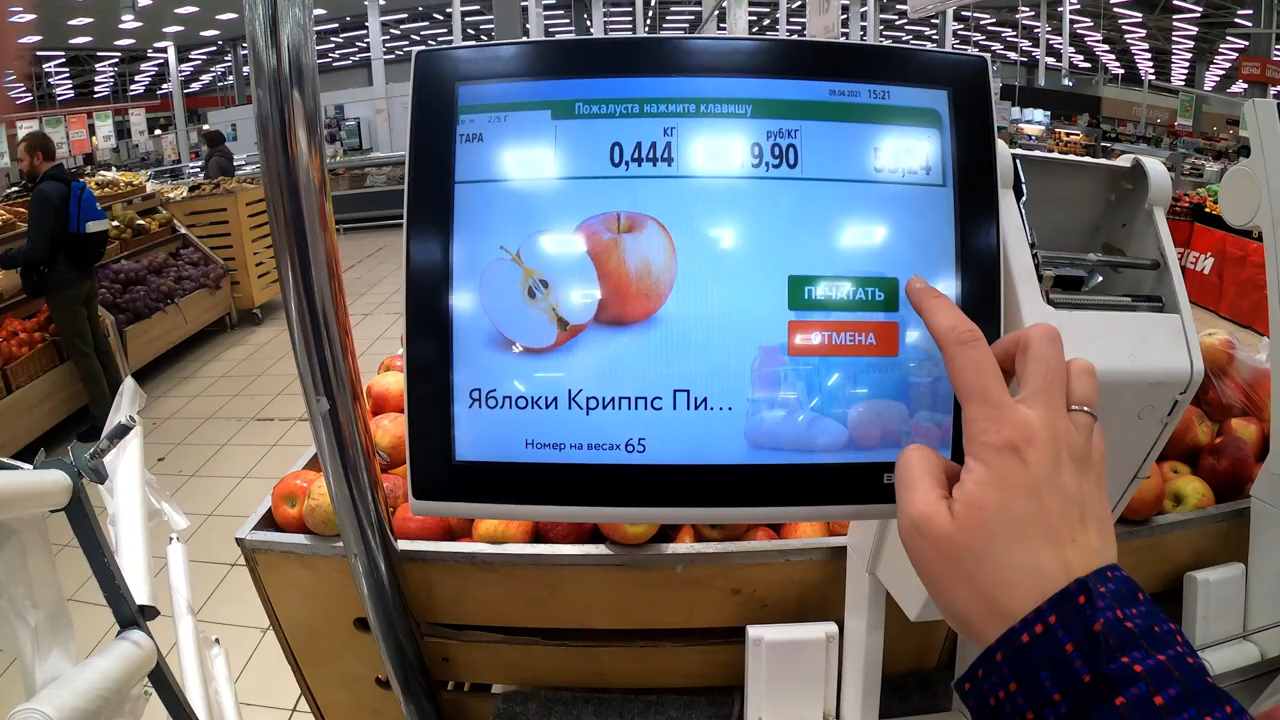 09.04.2021 15:21
Пожалуста нажмите клавишу
2/5 Г
ТАРА
КГ
руб/КГ
0,444
9,90
ПЕЧАТАТЬ
ОТМЕНА
Яблоки Криппс Пи...
Номер на весах 65
ЦЕНЫ